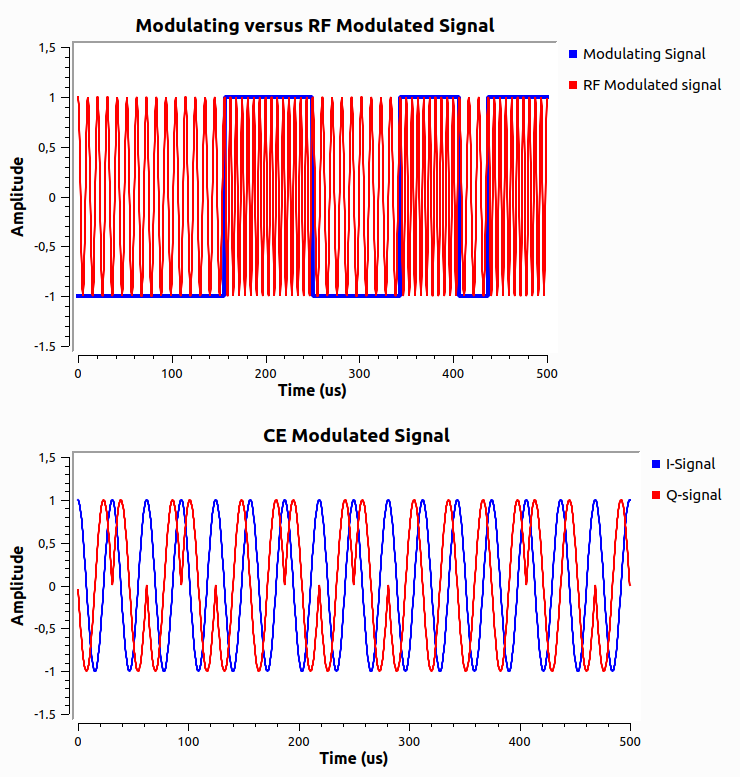 Modulating versus RF Modulated Signal
1,5
1
0,5
0
-0,5
-1
-1.5
Amplitude
0 100 200 300 400 500
Time (us)
Modulating Signal
RF Modulated signal
CE Modulated Signal
1,5
1
0,5
0
-0,5
-1
-1.5
Amplitude
0 100 200 300 400 500
Time (us)
I-Signal
Q-signal